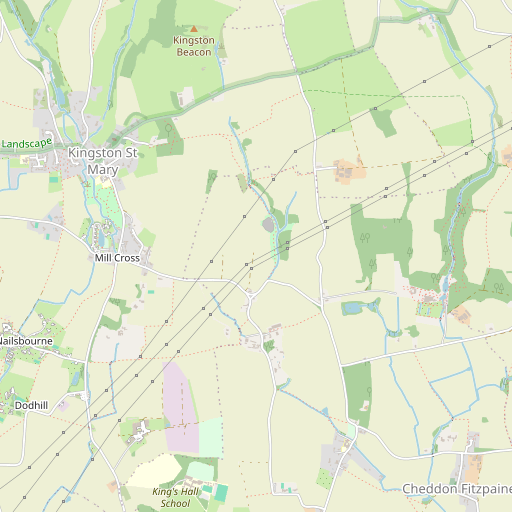 Kingston
Beacon
Landscape
Kingston St
Mary
Mill Cross
Nailsbourne
Dodhill
King's Hall
School
Cheddon Fitzpaine